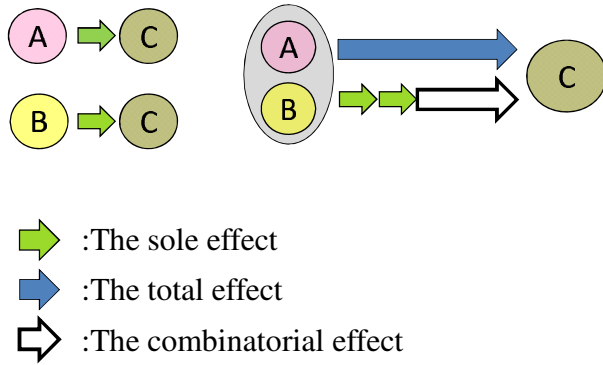 A C
B C
A
B
C
:The sole effect
:The total effect
:The combinatorial effect